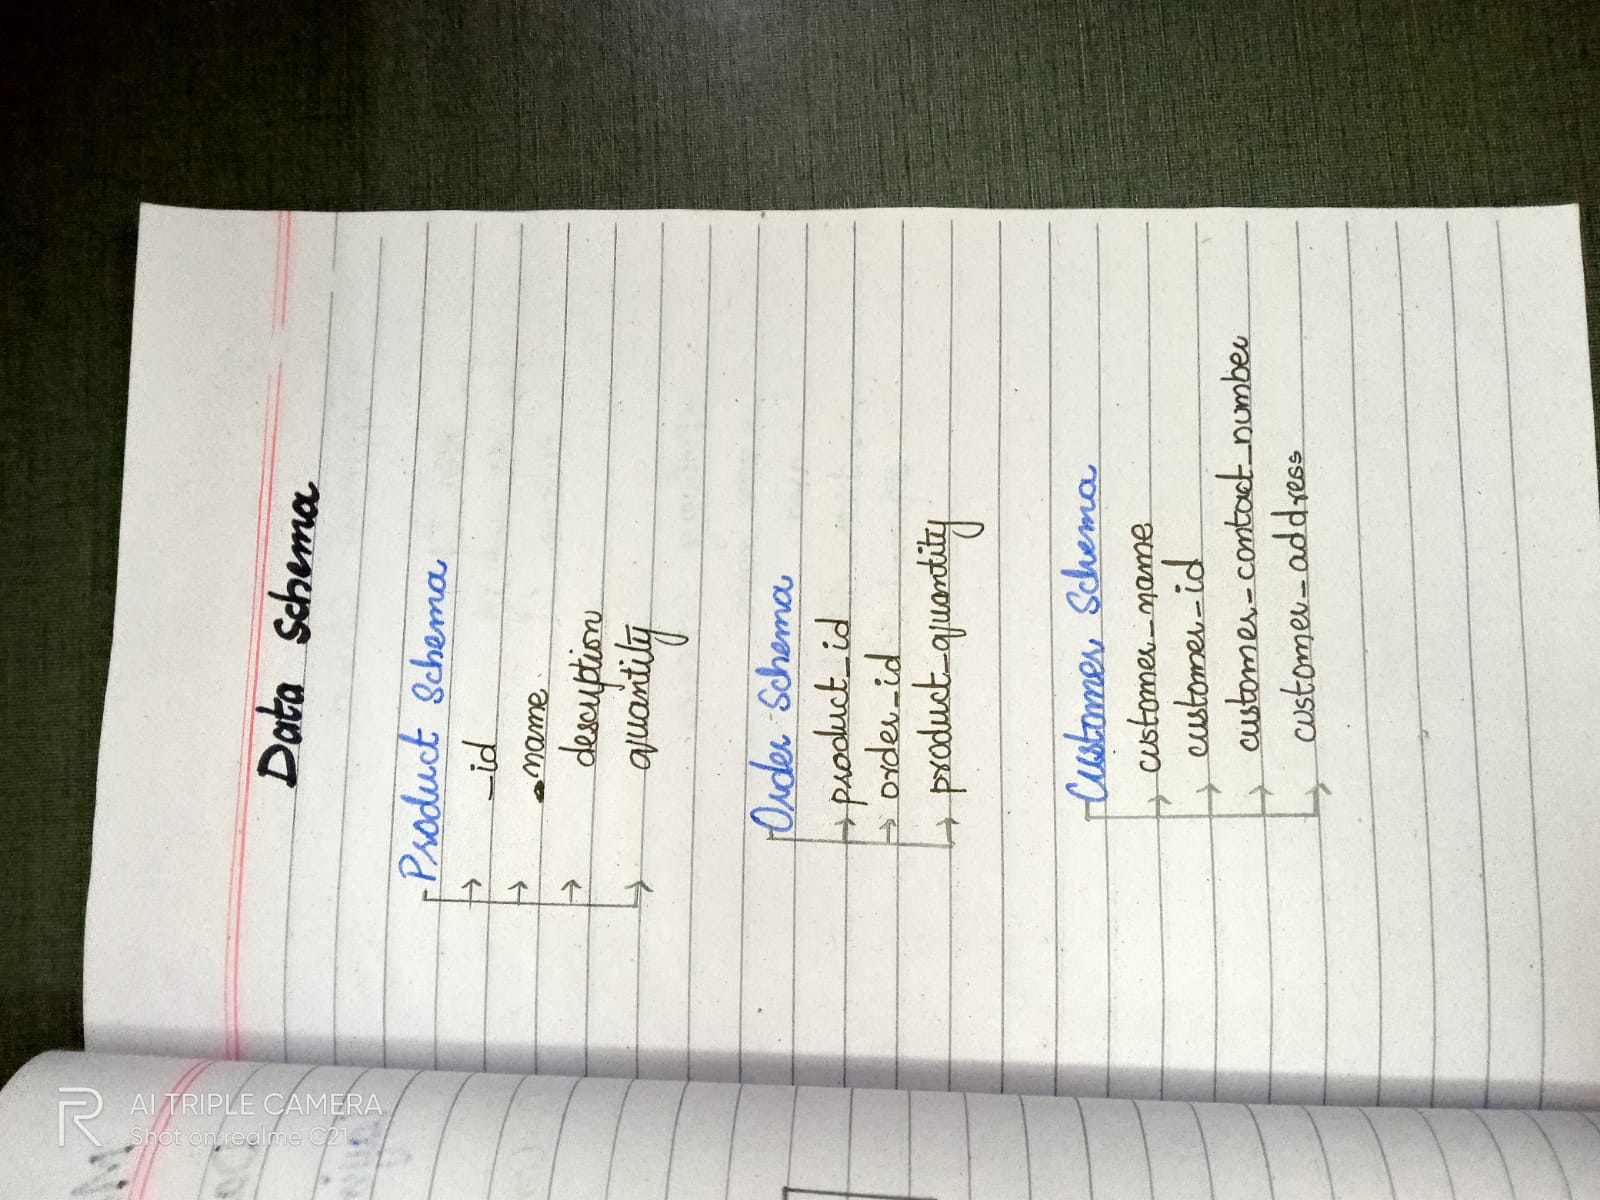 Data Schema
Product Schema
_id
name
description
quantity
Order Schema
product_id
order_id
product_quantity
Customer Schema
customer_name
customer_id
customer_contact_number
customer_address
AI TRIPLE CAMERA
Shot on realme C21